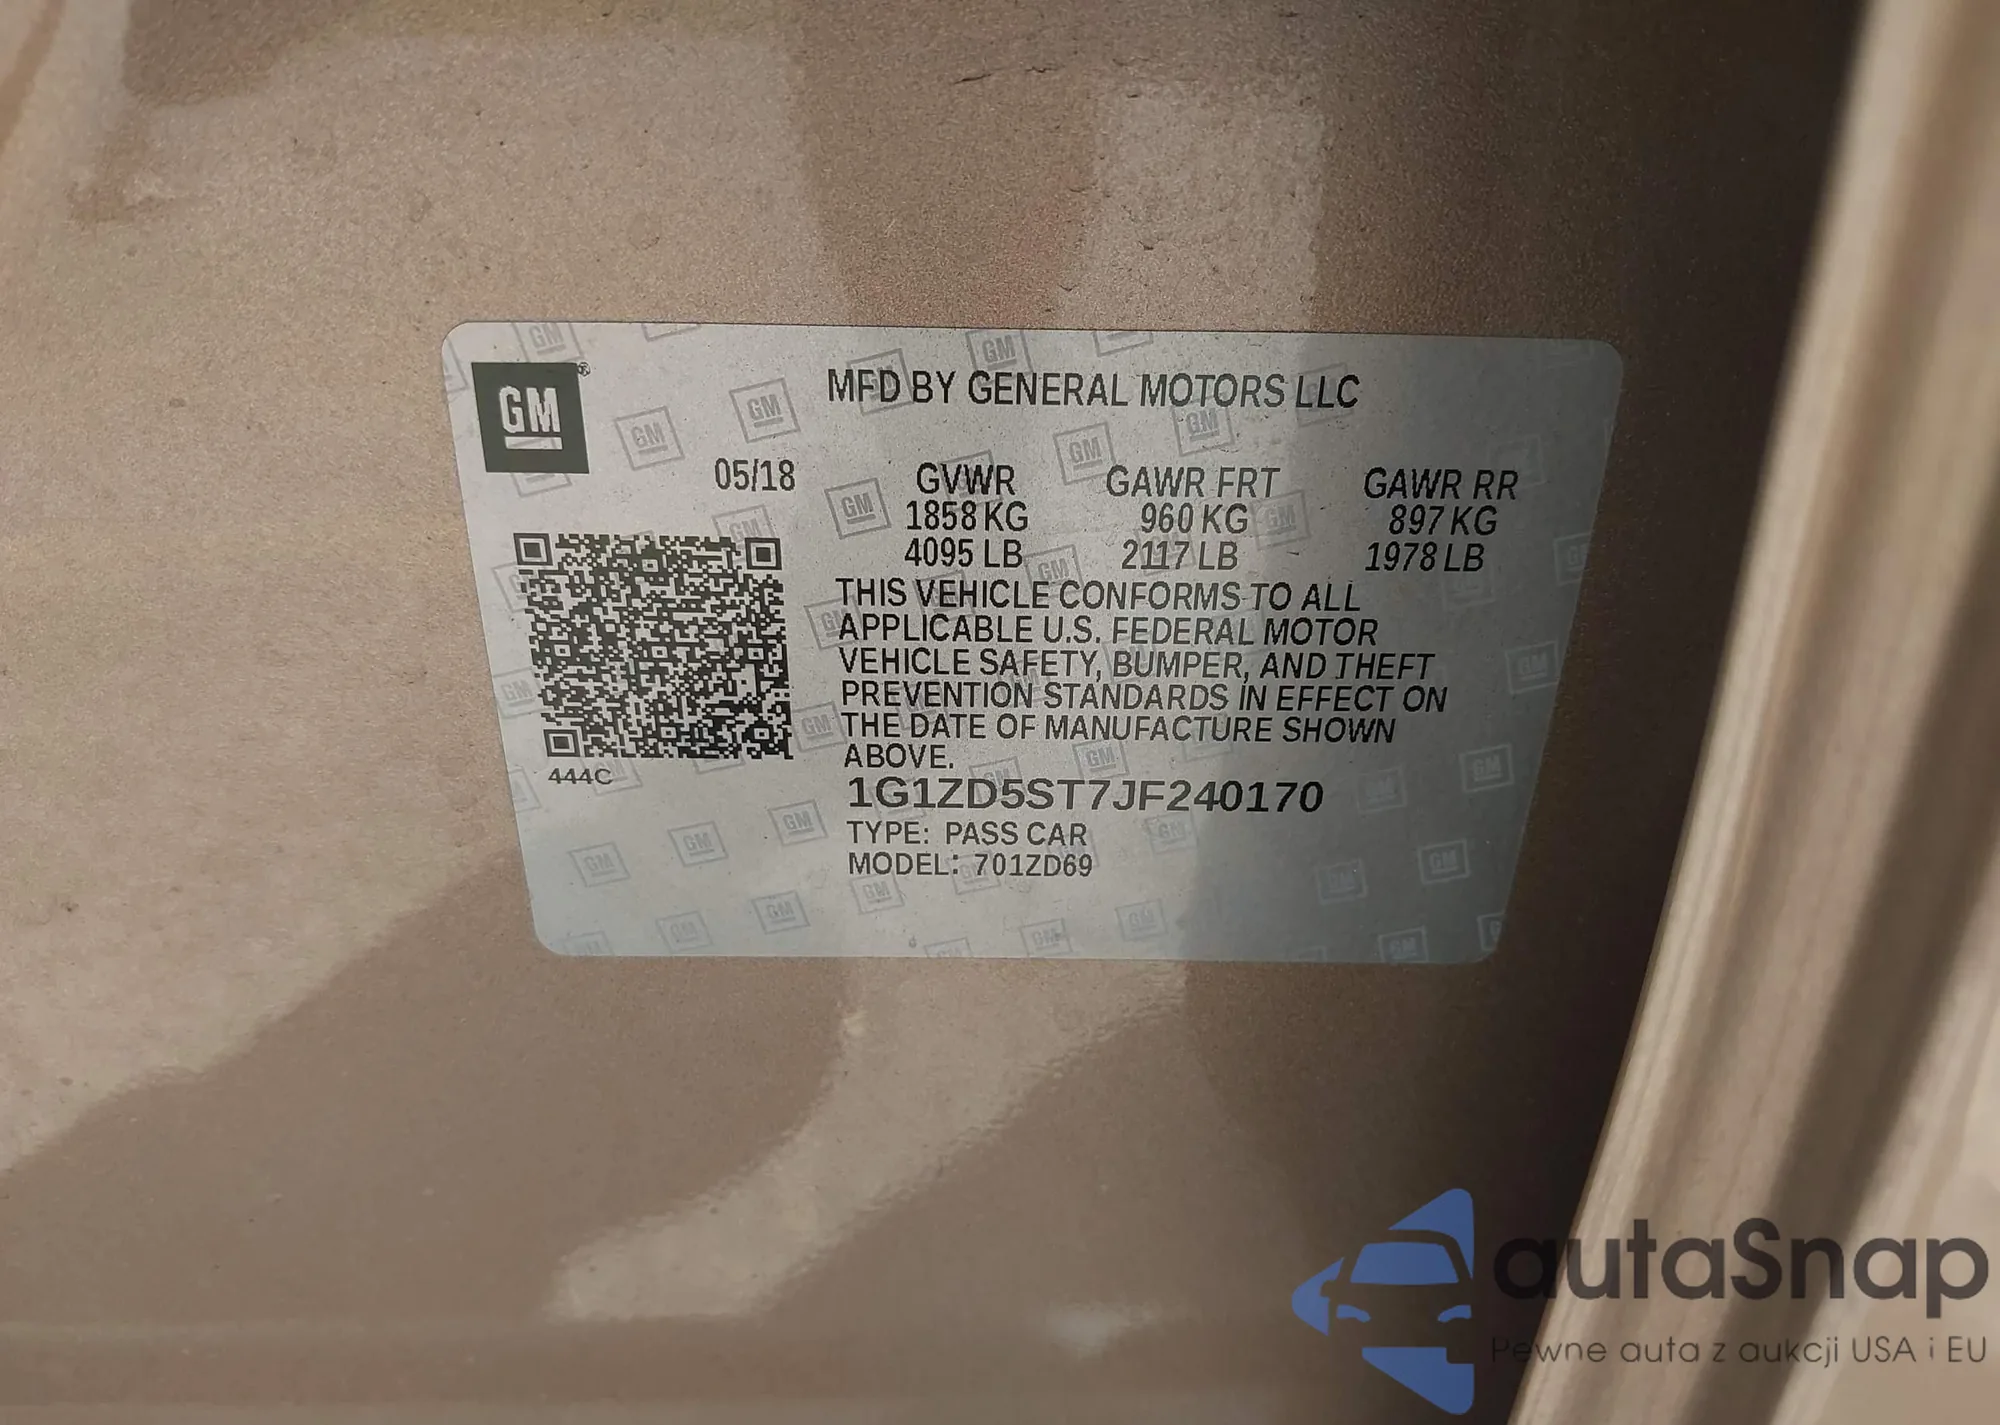 GM®
MFD BY GENERAL MOTORS LLC
05/18 GVWR GAWR FRT GAWR RR
1858 KG 960 KG 897 KG
4095 LB 2117 LB 1978 LB
THIS VEHICLE CONFORMS TO ALL
APPLICABLE U.S. FEDERAL MOTOR
VEHICLE SAFETY, BUMPER, AND THEFT
PREVENTION STANDARDS IN EFFECT ON
THE DATE OF MANUFACTURE SHOWN
ABOVE.
444C
1G1ZD5ST7JF240170
TYPE: PASS CAR
MODEL: 701ZD69
autaSnap
Pewne auta z aukcji USA i EU